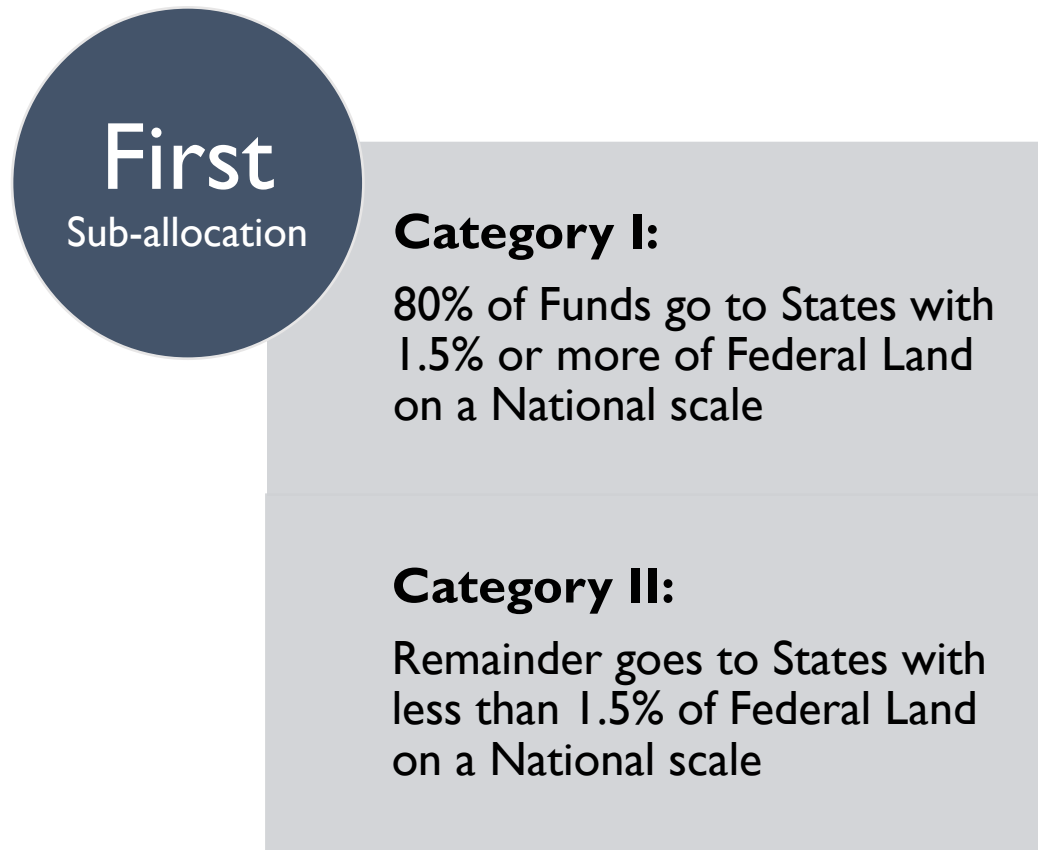 First
Sub-allocation
Category I:
80% of Funds go to States with
1.5% or more of Federal Land
on a National scale
Category II:
Remainder goes to States with
less than 1.5% of Federal Land
on a National scale